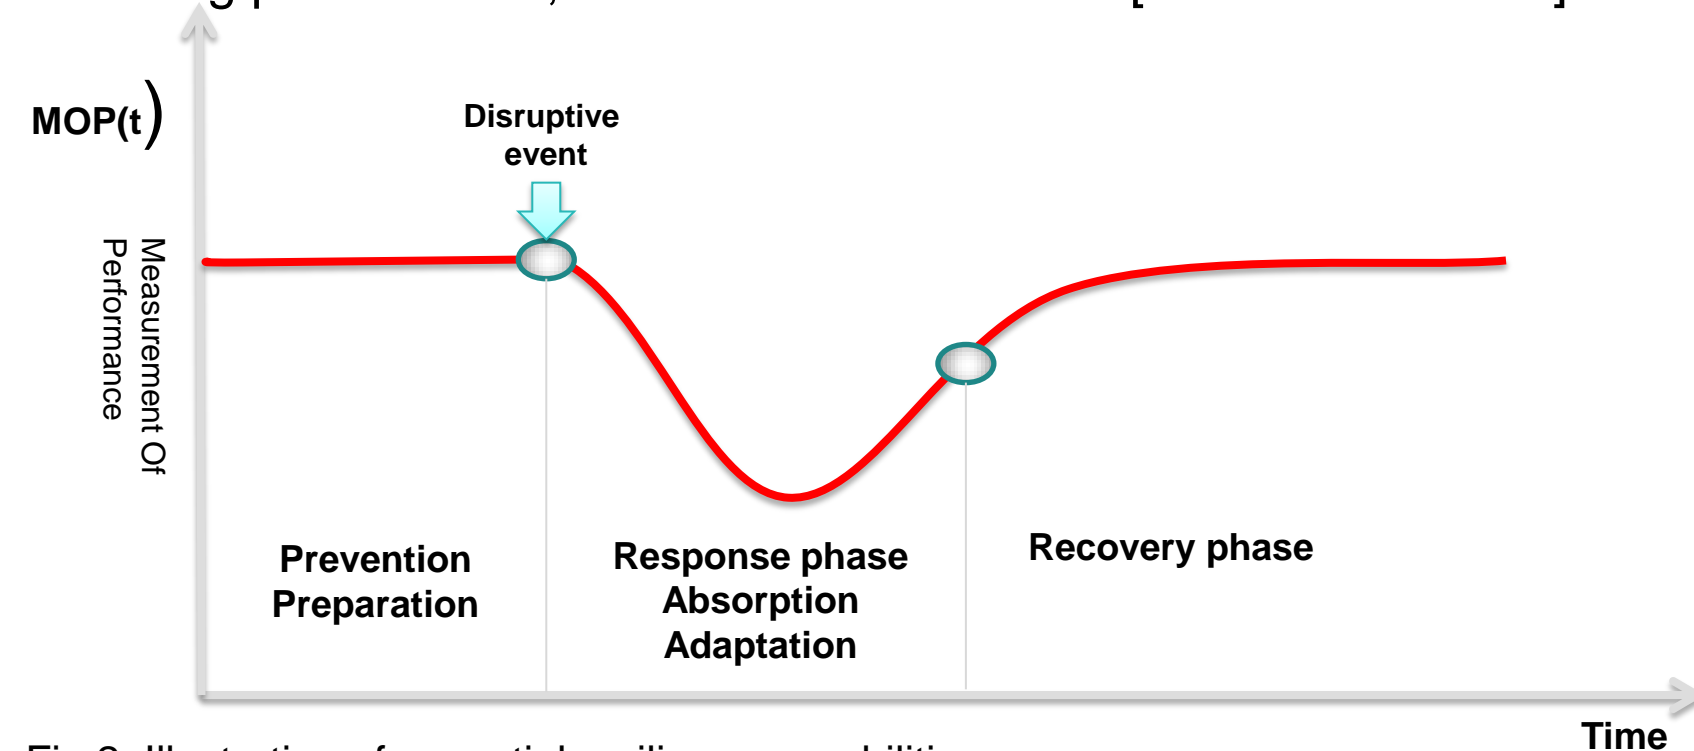 MOP(t)
Disruptive
event
Measurement Of
Performance
Prevention
Preparation
Response phase
Absorption
Adaptation
Recovery phase
Time